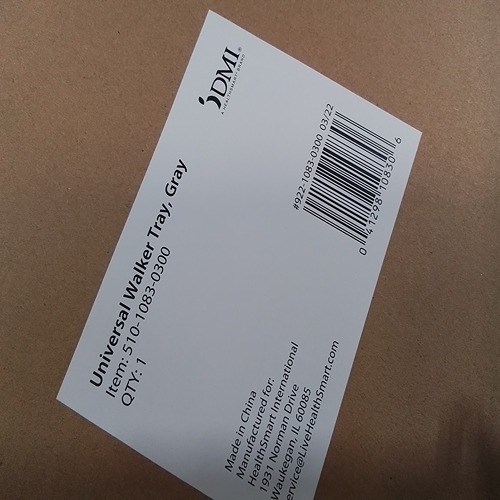 DMI®
A HEALTHSMART® BRAND
Universal Walker Tray, Gray
Item: 510-1083-0300
QTY: 1
#922-1083-0300 03/22
0 41298 10830 6
Made in China
Manufactured for:
HealthSmart International
1931 Norman Drive
Waukegan, IL 60085
ervice@LiveHealthSmart.com